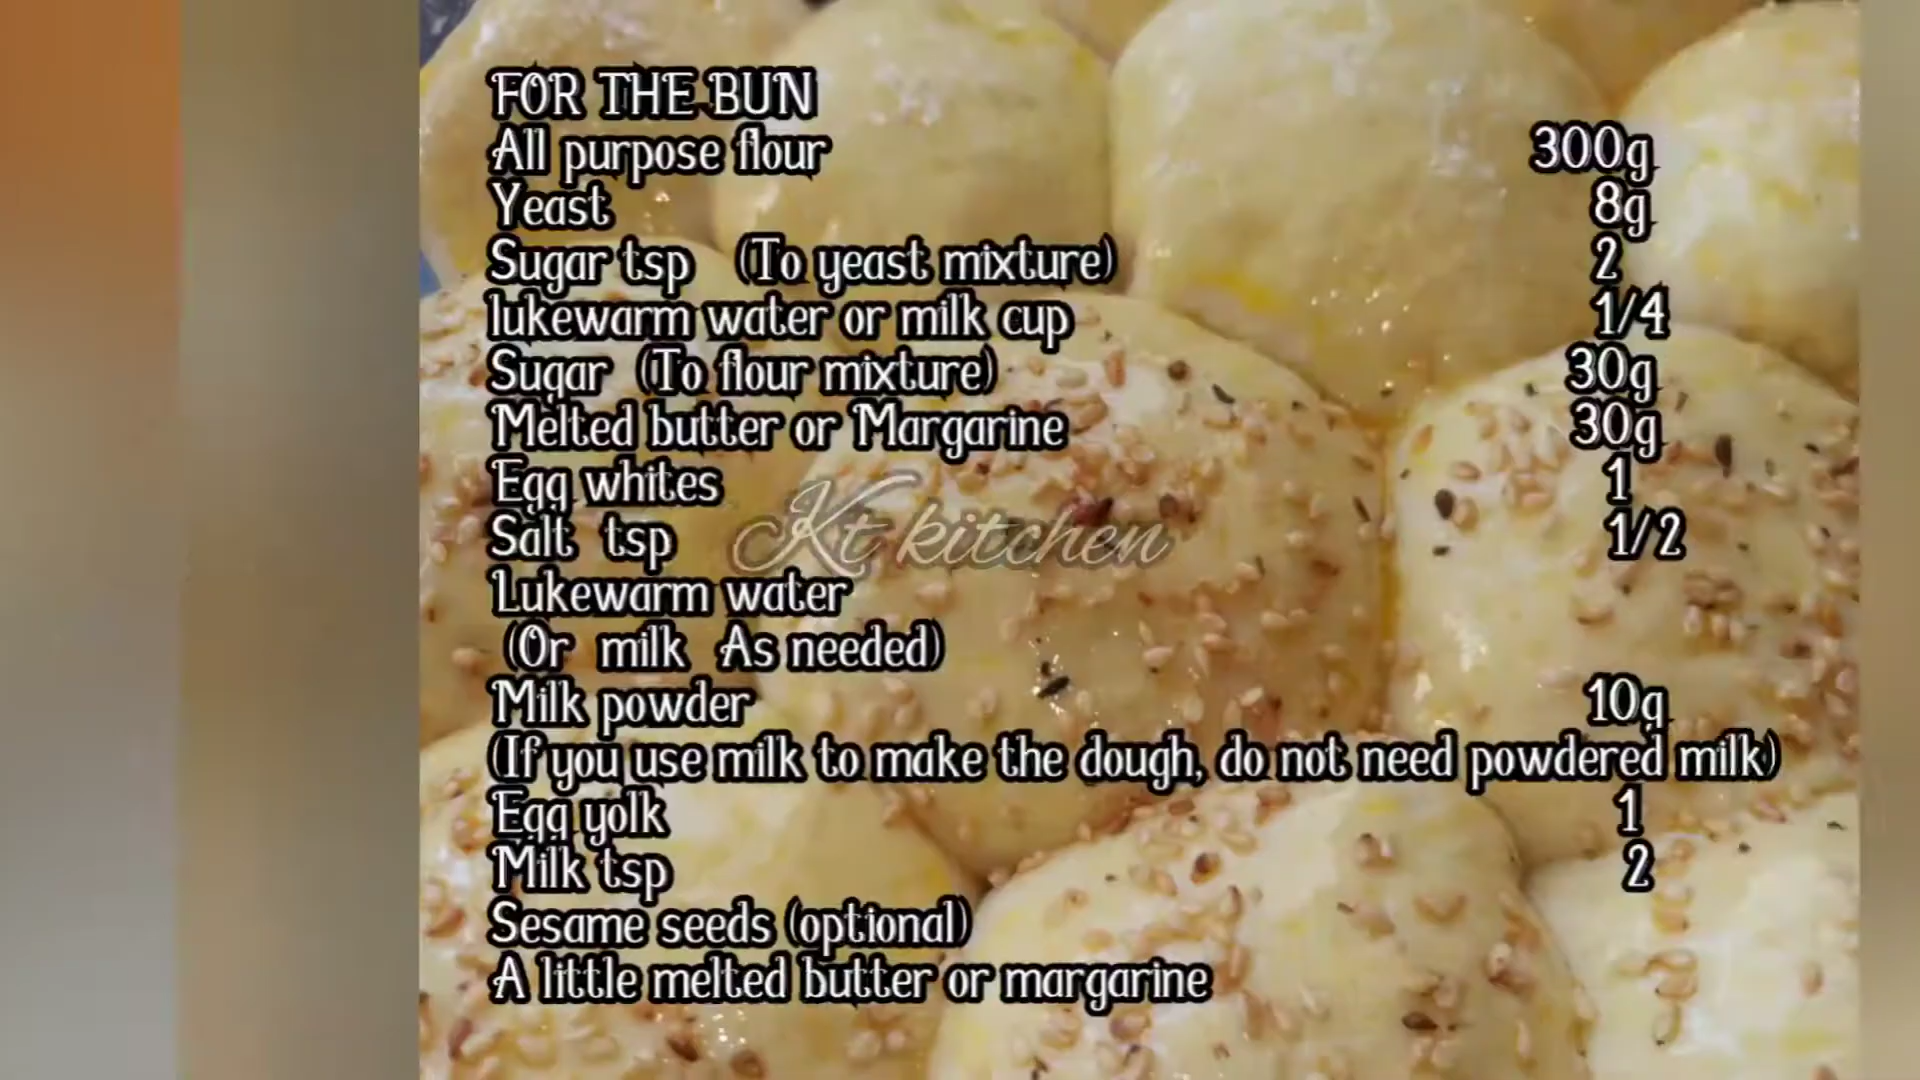 FOR THE BUN
All purpose flour 300g
Yeast 8g
Sugar tsp (To yeast mixture) 2
lukewarm water or milk cup 1/4
Sugar (To flour mixture) 30g
Melted butter or Margarine 30g
Egg whites 1
Salt tsp 1/2
Kt kitchen
Lukewarm water
(Or milk As needed)
Milk powder 10g
(If you use milk to make the dough, do not need powdered milk)
Egg yolk 1
Milk tsp 2
Sesame seeds (optional)
A little melted butter or margarine